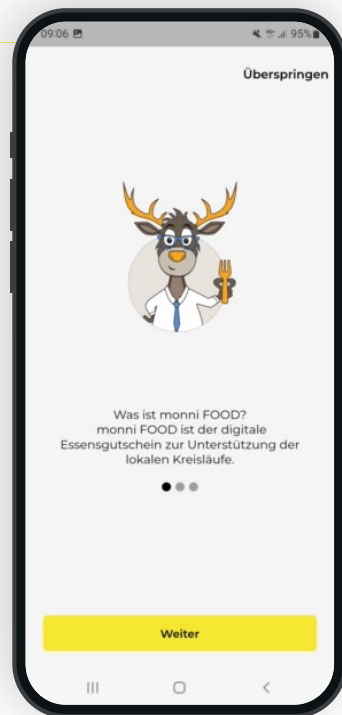 09:06
95%
Überspringen
Was ist monni FOOD?
monni FOOD ist der digitale
Essensgutschein zur Unterstützung der
lokalen Kreisläufe.
Weiter